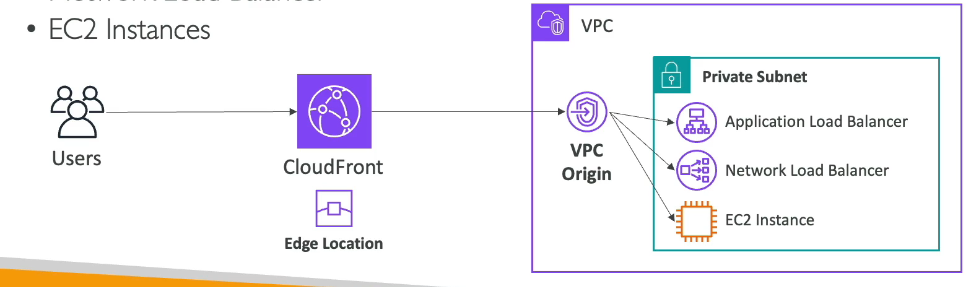 • EC2 Instances
VPC
Private Subnet
Application Load Balancer
Users
CloudFront
VPC
Origin
Network Load Balancer
EC2 Instance
Edge Location